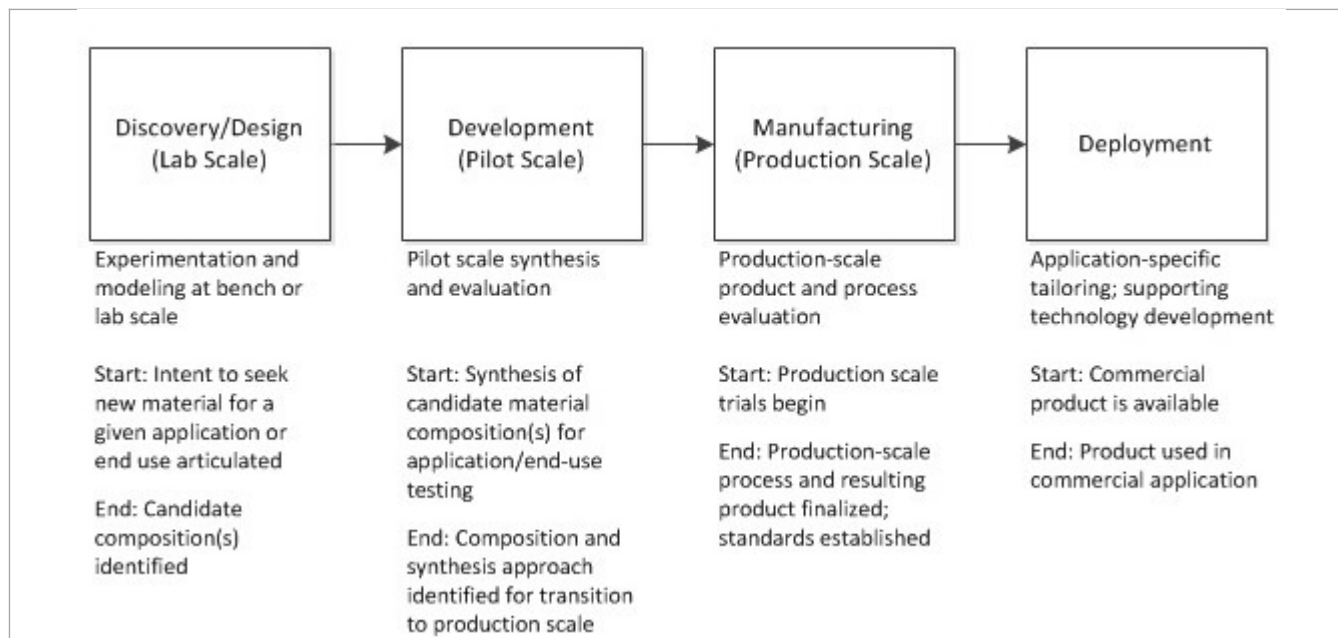 Discovery/Design
(Lab Scale)
Development
(Pilot Scale)
Manufacturing
(Production Scale)
Deployment
Experimentation and
modeling at bench or
lab scale
Start: Intent to seek
new material for a
given application or
end use articulated
End: Candidate
composition(s)
identified
Pilot scale synthesis
and evaluation
Start: Synthesis of
candidate material
composition(s) for
application/end-use
testing
End: Composition and
synthesis approach
identified for transition
to production scale
Production-scale
product and process
evaluation
Start: Production scale
trials begin
End: Production-scale
process and resulting
product finalized;
standards established
Application-specific
tailoring; supporting
technology development
Start: Commercial
product is available
End: Product used in
commercial application